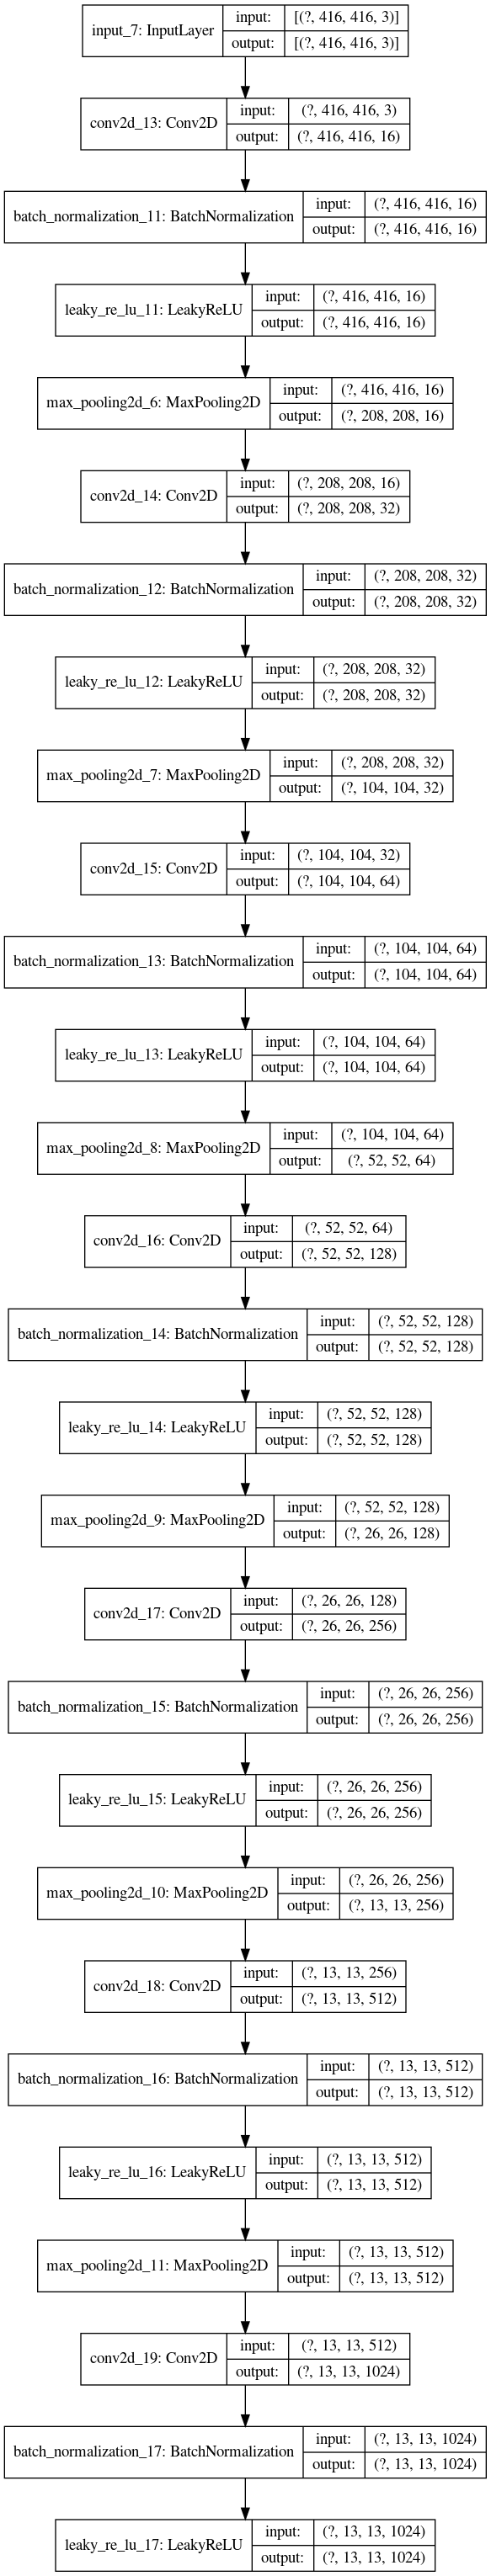 input_7: InputLayer
input: [(?, 416, 416, 3)]
output: [(?, 416, 416, 3)]
conv2d_13: Conv2D
input: (?, 416, 416, 3)
output: (?, 416, 416, 16)
batch_normalization_11: BatchNormalization
input: (?, 416, 416, 16)
output: (?, 416, 416, 16)
leaky_re_lu_11: LeakyReLU
input: (?, 416, 416, 16)
output: (?, 416, 416, 16)
max_pooling2d_6: MaxPooling2D
input: (?, 416, 416, 16)
output: (?, 208, 208, 16)
conv2d_14: Conv2D
input: (?, 208, 208, 16)
output: (?, 208, 208, 32)
batch_normalization_12: BatchNormalization
input: (?, 208, 208, 32)
output: (?, 208, 208, 32)
leaky_re_lu_12: LeakyReLU
input: (?, 208, 208, 32)
output: (?, 208, 208, 32)
max_pooling2d_7: MaxPooling2D
input: (?, 208, 208, 32)
output: (?, 104, 104, 32)
conv2d_15: Conv2D
input: (?, 104, 104, 32)
output: (?, 104, 104, 64)
batch_normalization_13: BatchNormalization
input: (?, 104, 104, 64)
output: (?, 104, 104, 64)
leaky_re_lu_13: LeakyReLU
input: (?, 104, 104, 64)
output: (?, 104, 104, 64)
max_pooling2d_8: MaxPooling2D
input: (?, 104, 104, 64)
output: (?, 52, 52, 64)
conv2d_16: Conv2D
input: (?, 52, 52, 64)
output: (?, 52, 52, 128)
batch_normalization_14: BatchNormalization
input: (?, 52, 52, 128)
output: (?, 52, 52, 128)
leaky_re_lu_14: LeakyReLU
input: (?, 52, 52, 128)
output: (?, 52, 52, 128)
max_pooling2d_9: MaxPooling2D
input: (?, 52, 52, 128)
output: (?, 26, 26, 128)
conv2d_17: Conv2D
input: (?, 26, 26, 128)
output: (?, 26, 26, 256)
batch_normalization_15: BatchNormalization
input: (?, 26, 26, 256)
output: (?, 26, 26, 256)
leaky_re_lu_15: LeakyReLU
input: (?, 26, 26, 256)
output: (?, 26, 26, 256)
max_pooling2d_10: MaxPooling2D
input: (?, 26, 26, 256)
output: (?, 13, 13, 256)
conv2d_18: Conv2D
input: (?, 13, 13, 256)
output: (?, 13, 13, 512)
batch_normalization_16: BatchNormalization
input: (?, 13, 13, 512)
output: (?, 13, 13, 512)
leaky_re_lu_16: LeakyReLU
input: (?, 13, 13, 512)
output: (?, 13, 13, 512)
max_pooling2d_11: MaxPooling2D
input: (?, 13, 13, 512)
output: (?, 13, 13, 512)
conv2d_19: Conv2D
input: (?, 13, 13, 512)
output: (?, 13, 13, 1024)
batch_normalization_17: BatchNormalization
input: (?, 13, 13, 1024)
output: (?, 13, 13, 1024)
leaky_re_lu_17: LeakyReLU
input: (?, 13, 13, 1024)
output: (?, 13, 13, 1024)